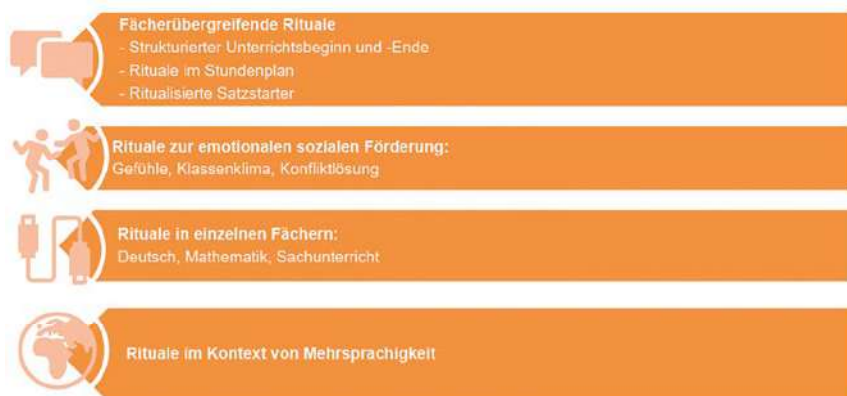 Fächerübergreifende Rituale
- Strukturierter Unterrichtsbeginn und -Ende
- Rituale im Stundenplan
- Ritualisierte Satzstarter
Rituale zur emotionalen sozialen Förderung:
Gefühle, Klassenklima, Konfliktlösung
Rituale in einzelnen Fächern:
Deutsch, Mathematik, Sachunterricht
Rituale im Kontext von Mehrsprachigkeit